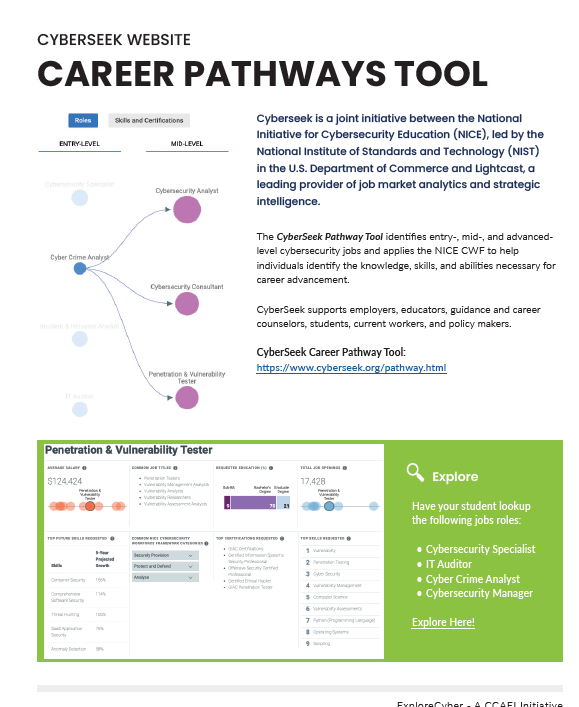 CYBERSEEK WEBSITE
CAREER PATHWAYS TOOL
Roles
Skills and Certifications
ENTRY-LEVEL
MID-LEVEL
Cybersecurity Specialist
Cyber Crime Analyst
Incident & Intrusion Analyst
IT Auditor
Cybersecurity Analyst
Cybersecurity Consultant
Penetration & Vulnerability
Tester
Cyberseek is a joint initiative between the National
Initiative for Cybersecurity Education (NICE), led by the
National Institute of Standards and Technology (NIST)
in the U.S. Department of Commerce and Lightcast, a
leading provider of job market analytics and strategic
intelligence.
The CyberSeek Pathway Tool identifies entry-, mid-, and advanced-
level cybersecurity jobs and applies the NICE CWF to help
individuals identify the knowledge, skills, and abilities necessary for
career advancement.
CyberSeek supports employers, educators, guidance and career
counselors, students, current workers, and policy makers.
CyberSeek Career Pathway Tool:
https://www.cyberseek.org/pathway.html
Penetration & Vulnerability Tester
AVERAGE SALARY
$124,424
Penetration &
Vulnerability
Tester
COMMON JOB TITLES
Penetration Testers
Vulnerability Management Analysts
Vulnerability Analysts
Vulnerability Researchers
Vulnerability Assessment Analysts
REQUESTED EDUCATION (%)
Sub-BA
Bachelor's
Degree
Graduate
Degree
70
TOTAL JOB OPENINGS
17,428
Penetration &
Vulnerability
Tester
TOP FUTURE SKILLS REQUESTED
Skills
5-Year
Projected
Growth
Container Security
Comprehensive
Software Security
Threat Hunting
SaaS Application
Security
Anomaly Detection
COMMON NICE CYBERSECURITY
WORKFORCE FRAMEWORK CATEGORIES
Security Provision
Protect and Defend
Analyze
TOP CERTIFICATIONS REQUESTED
GIAC Certifications
Certified Information Systems
Security Professional
Offensive Security Certified
Professional
Certified Ethical Hacker
GIAC Penetration Tester
TOP SKILLS REQUESTED
1 Vulnerability
2 Penetration Testing
3 Cyber Security
4 Vulnerability Management
5 Computer Science
6 Vulnerability Assessments
7 Python (Programming Language)
8 Operating Systems
9 Scripting
Explore
Have your student lookup
the following jobs roles:
• Cybersecurity Specialist
• IT Auditor
• Cyber Crime Analyst
• Cybersecurity Manager
Explore Here!
ExploreCyber - A CCAEI Initiative